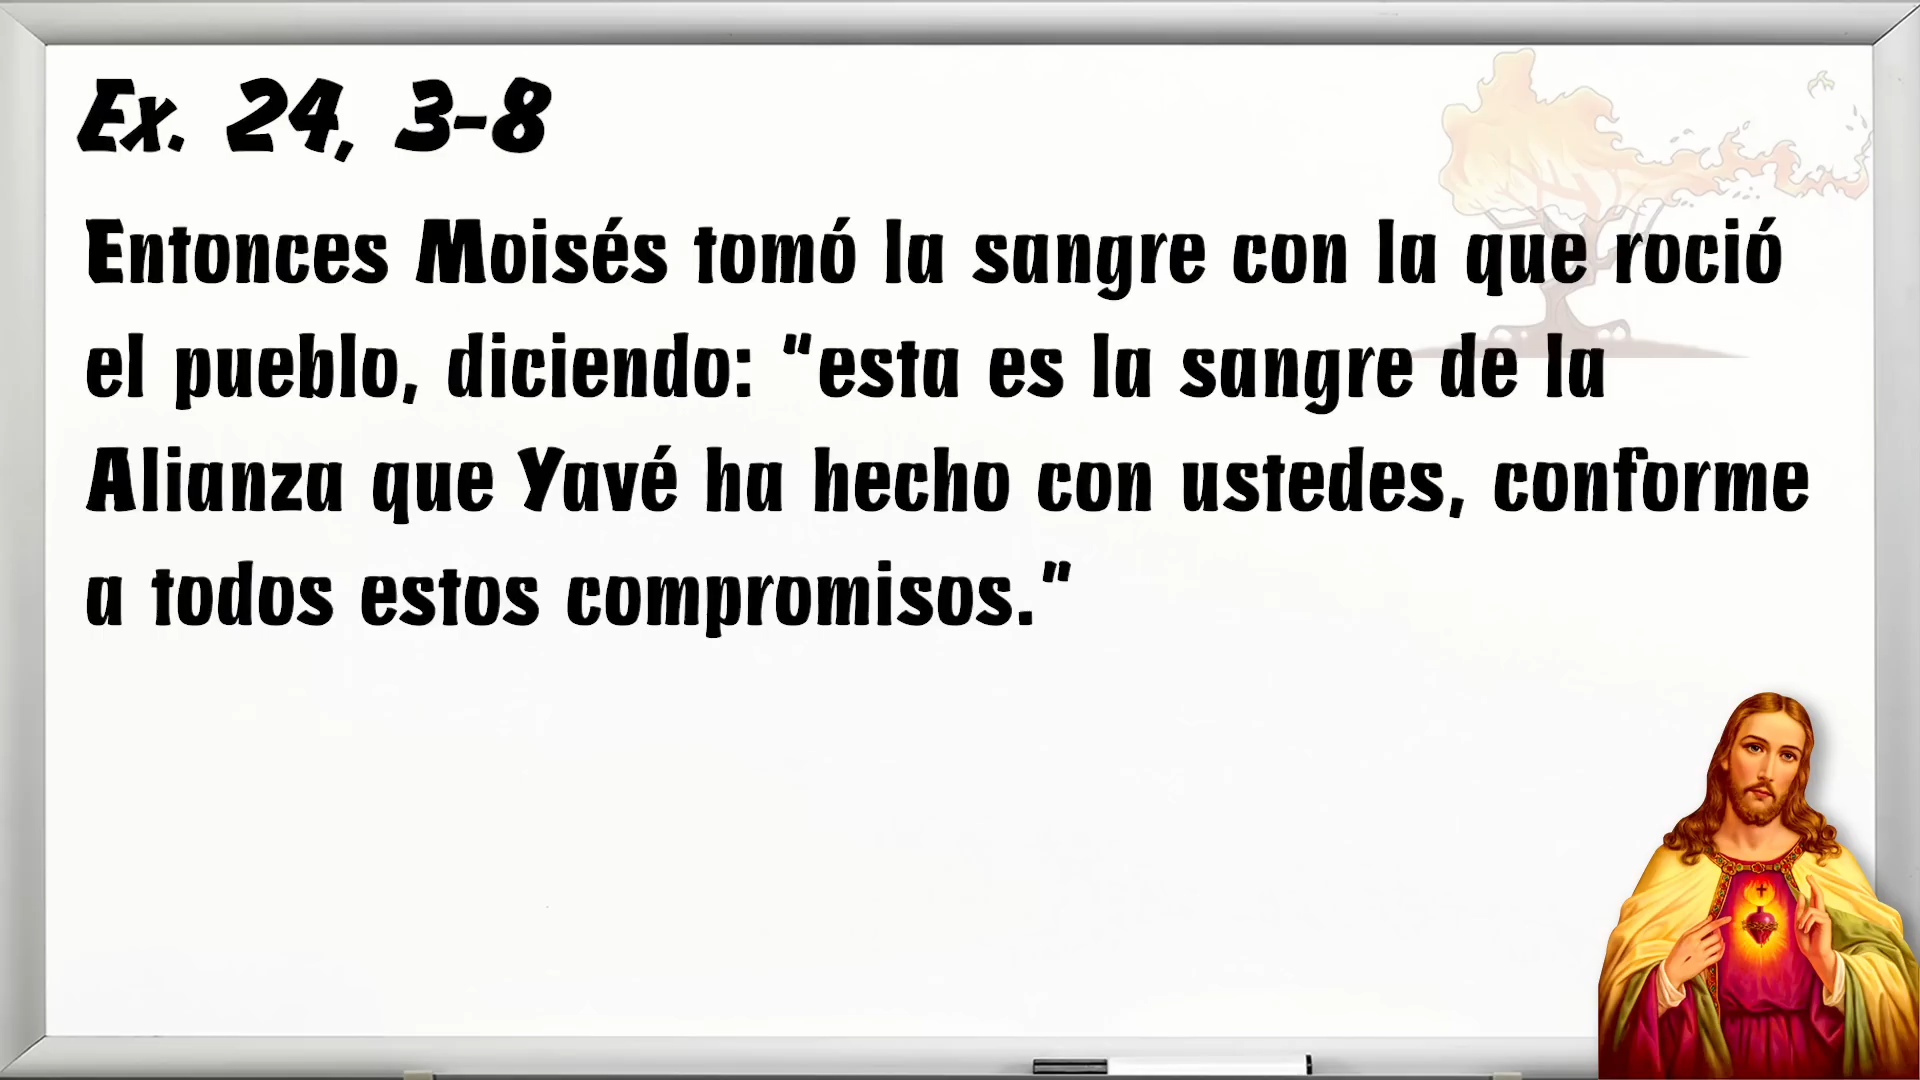 Ex. 24, 3-8
Entonces Moisés tomó la sangre con la que roció
el pueblo, diciendo: “esta es la sangre de la
Alianza que Yavé ha hecho con ustedes, conforme
a todos estos compromisos.”